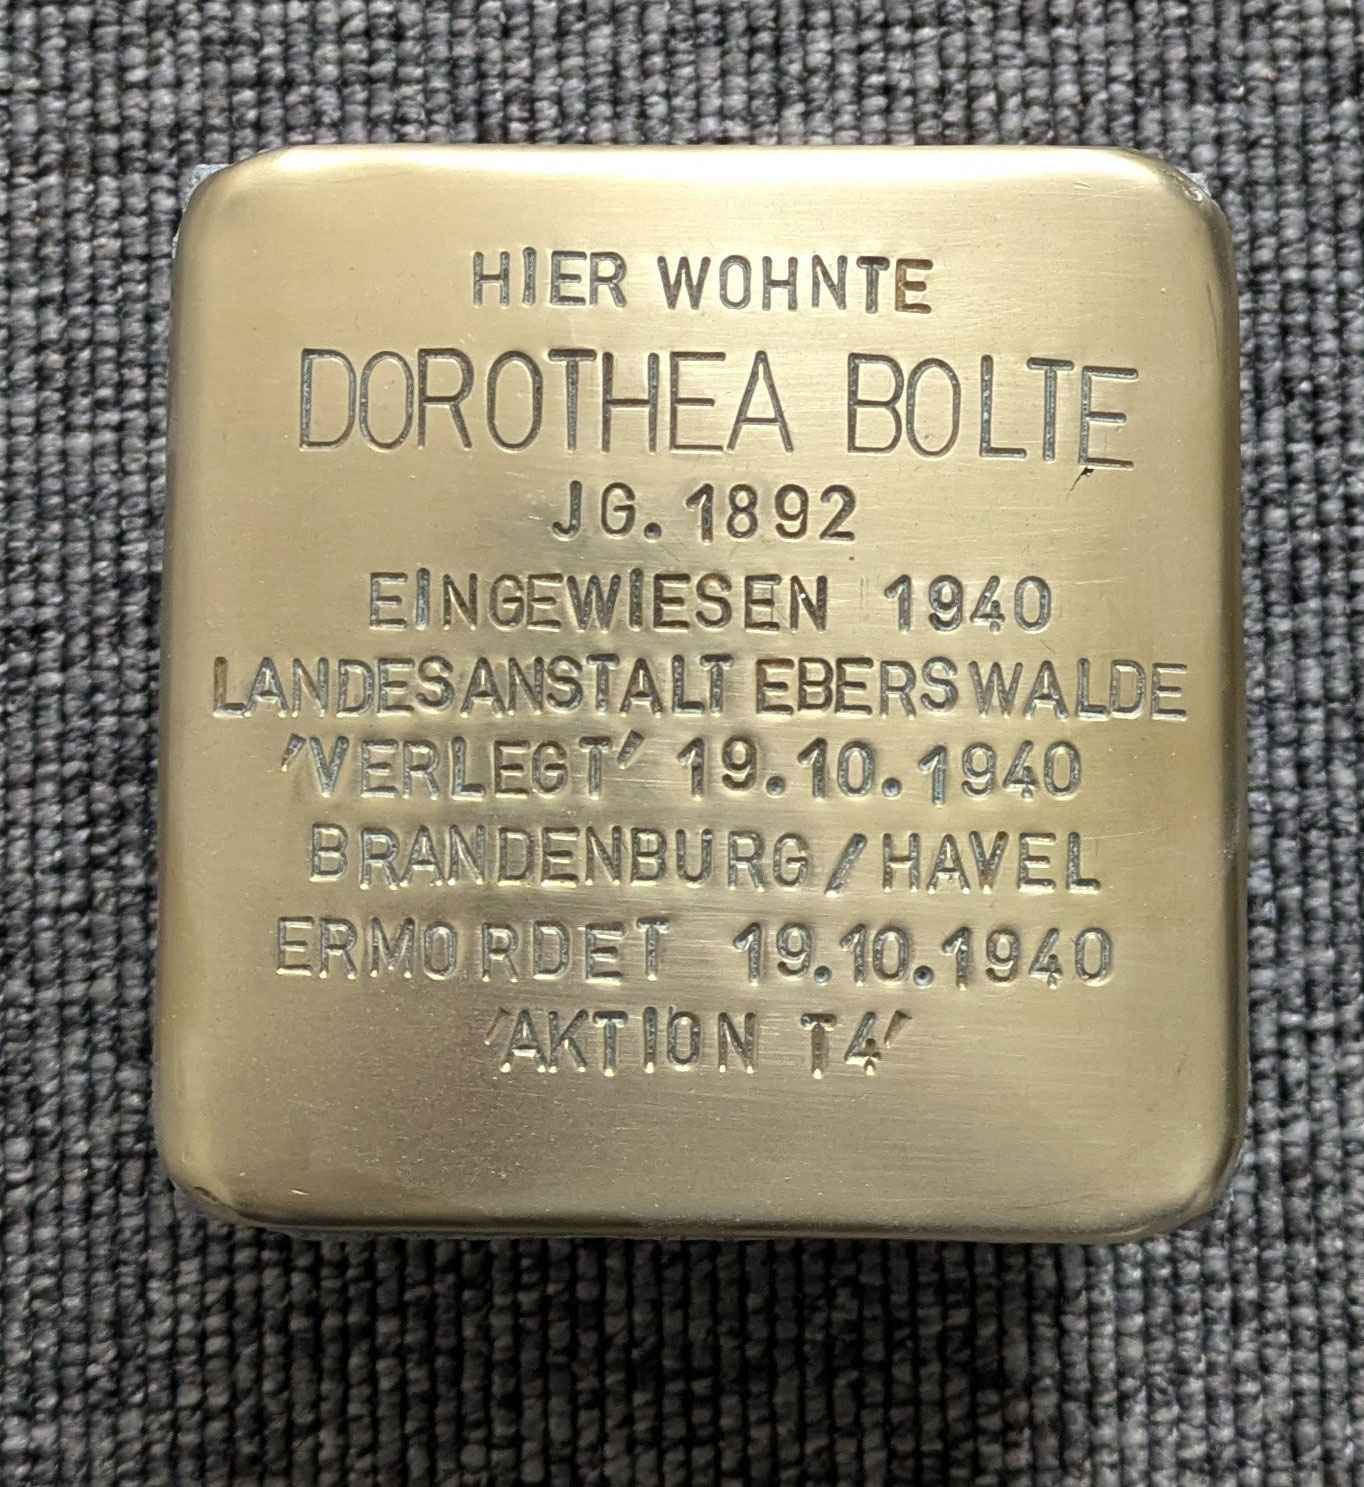 HIER WOHNTE
DOROTHEA BOLTE
JG. 1892
EINGEWIESEN 1940
LANDESANSTALT EBERSWALDE
'VERLEGT' 19.10.1940
BRANDENBURG / HAVEL
ERMORDET 19.10.1940
'AKTION T4'